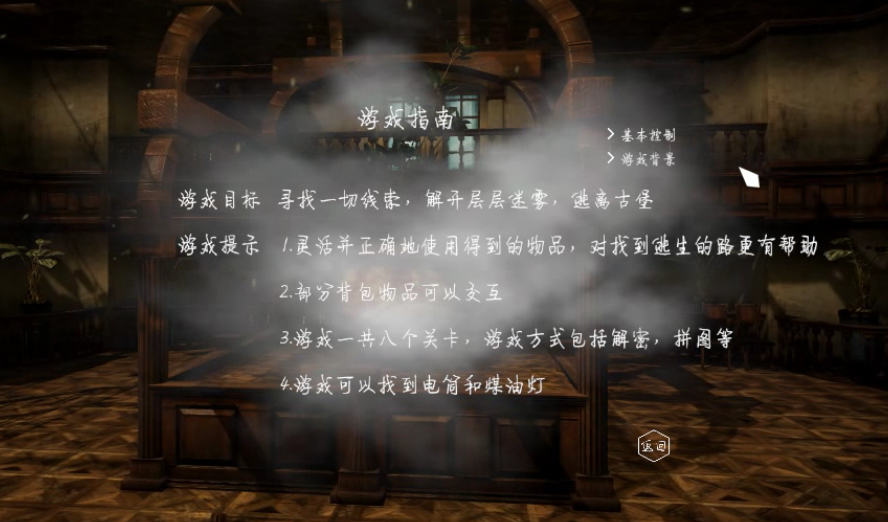 游戏指南
基本控制
游戏背景
游戏目标 寻找一切线索，解开层层迷雾，逃离古堡
游戏提示 1.灵活并正确地使用得到的物品，对找到逃生的路更有帮助
2.部分背包物品可以交互
3.游戏一共八个关卡，游戏方式包括解密，拼图等
4.游戏可以找到电筒和煤油灯
返回